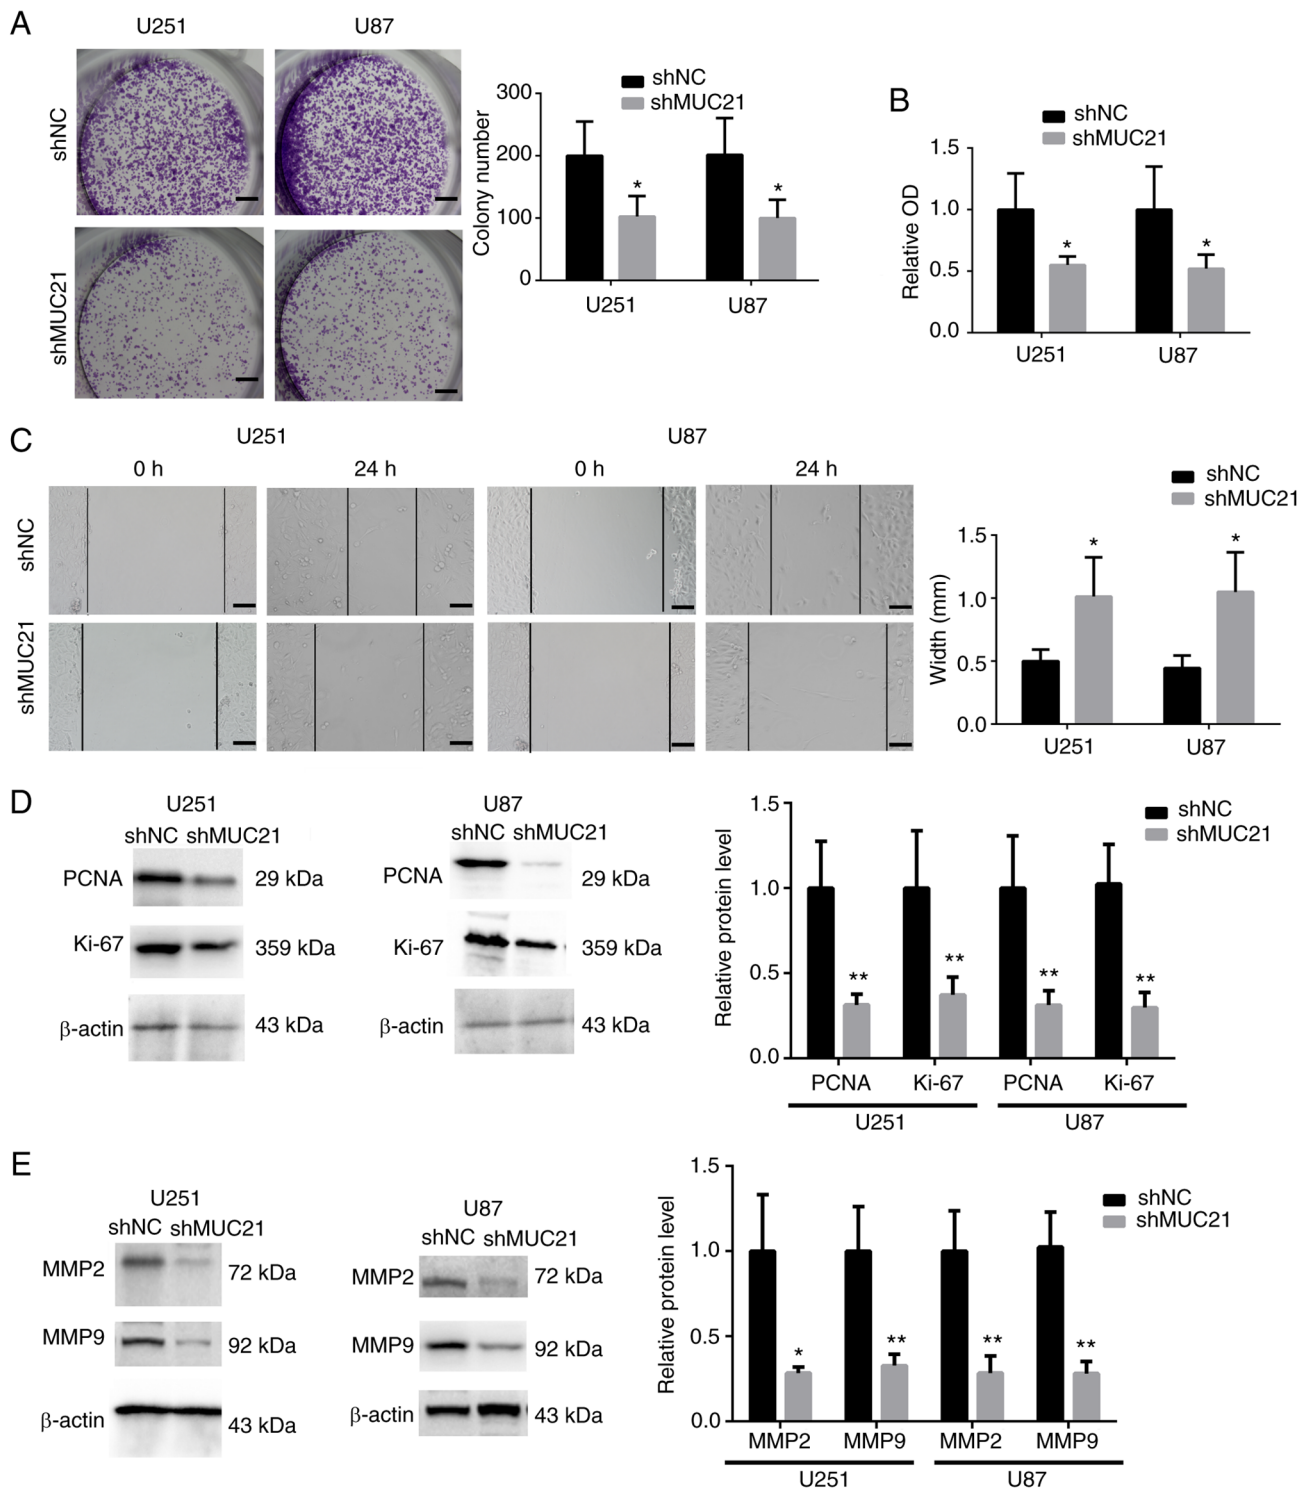 A
U251
U87
shNC
shMUC21
300
200
100
0
Colony number
shNC
shMUC21
*
*
U251
U87
B
shNC
shMUC21
1.5
1.0
0.5
0.0
Relative OD
*
*
U251
U87
C
U251
U87
0 h
24 h
0 h
24 h
shNC
shMUC21
shNC
shMUC21
1.5
1.0
0.5
0.0
Width (mm)
*
*
U251
U87
D
U251
shNC shMUC21
PCNA
29 kDa
Ki-67
359 kDa
β-actin
43 kDa
U87
shNC shMUC21
PCNA
29 kDa
Ki-67
359 kDa
β-actin
43 kDa
1.5
1.0
0.5
0.0
Relative protein level
shNC
shMUC21
**
**
**
**
PCNA Ki-67 PCNA Ki-67
U251
U87
E
U251
shNC shMUC21
MMP2
72 kDa
MMP9
92 kDa
β-actin
43 kDa
U87
shNC shMUC21
MMP2
72 kDa
MMP9
92 kDa
β-actin
43 kDa
1.5
1.0
0.5
0.0
Relative protein level
shNC
shMUC21
*
**
**
**
MMP2 MMP9 MMP2 MMP9
U251
U87